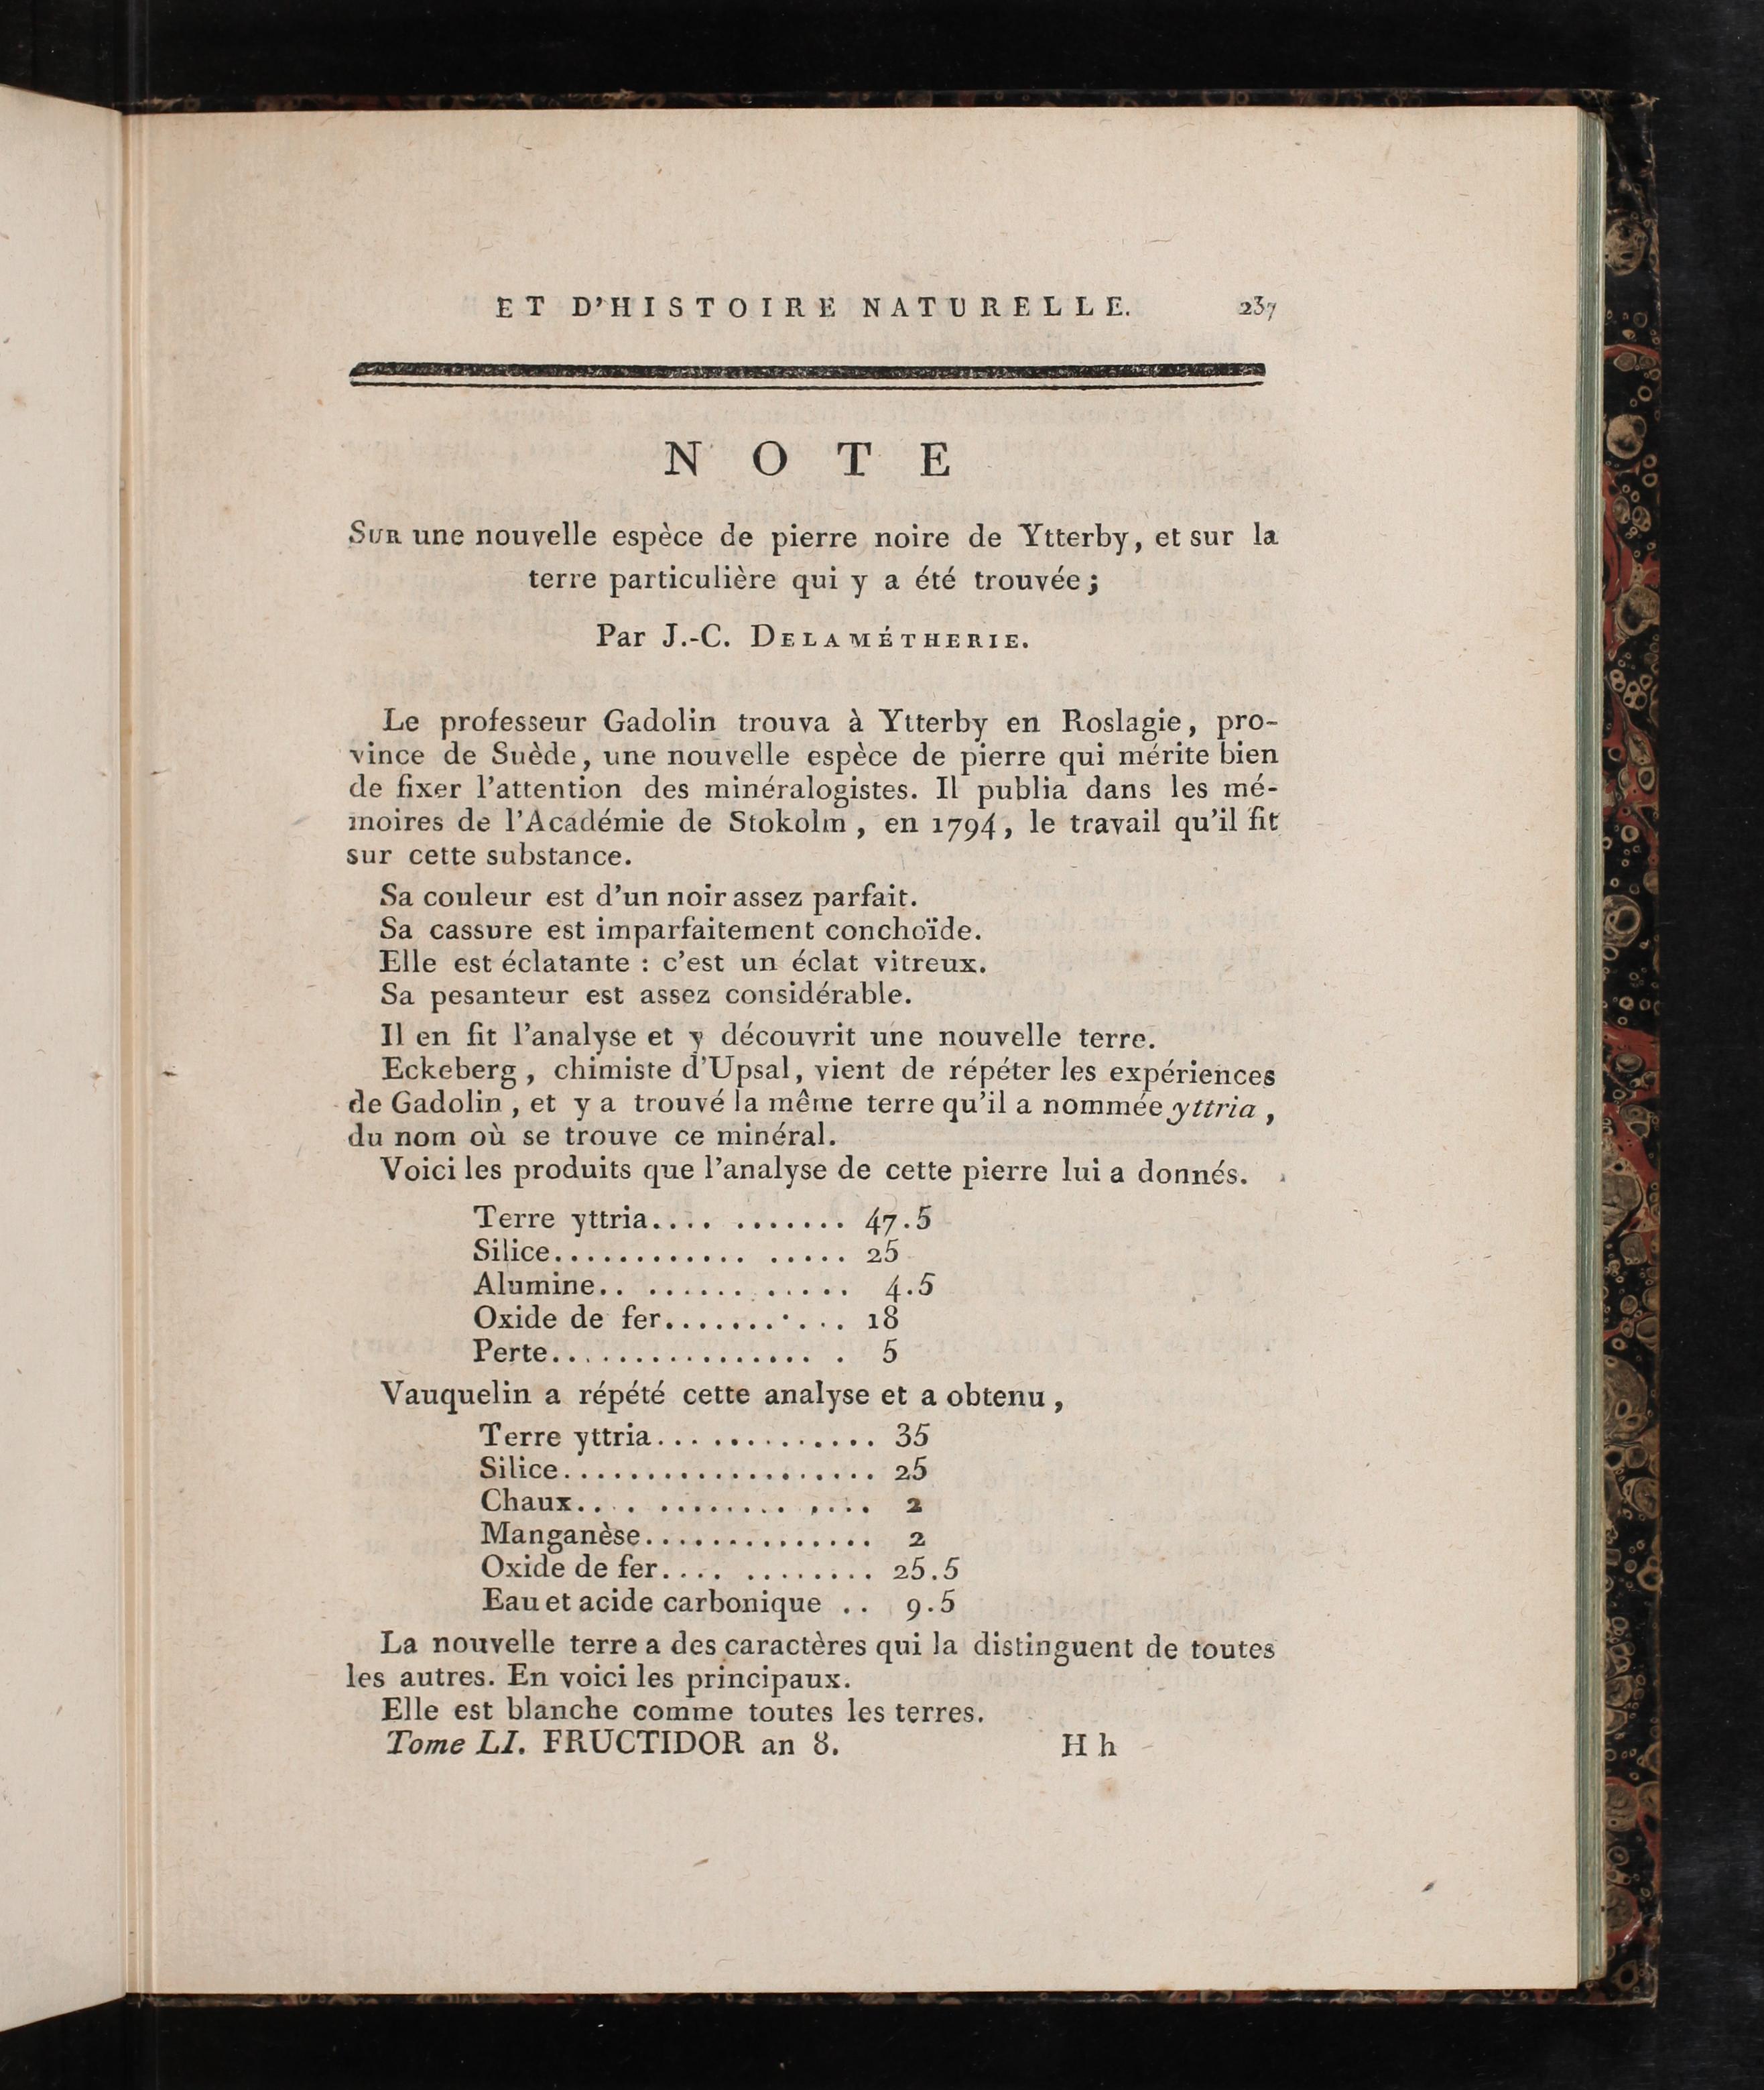 ET D'HISTOIRE NATURELLE. 237
NOTE
SUR une nouvelle espèce de pierre noire de Ytterby, et sur la
terre particulière qui y a été trouvée;
Par J.-C. DELAMÉTHERIE.
Le professeur Gadolin trouva à Ytterby en Roslagie, pro-
vince de Suède, une nouvelle espèce de pierre qui mérite bien
de fixer l'attention des minéralogistes. Il publia dans les mé-
moires de l'Académie de Stokolm, en 1794, le travail qu'il fit
sur cette substance.
Sa couleur est d'un noir assez parfait.
Sa cassure est imparfaitement conchoïde.
Elle est éclatante : c'est un éclat vitreux.
Sa pesanteur est assez considérable.
Il en fit l'analyse et y découvrit une nouvelle terre.
Eckeberg, chimiste d'Upsal, vient de répéter les expériences
de Gadolin, et y a trouvé la même terre qu'il a nommée yttria,
du nom où se trouve ce minéral.
Voici les produits que l'analyse de cette pierre lui a donnés.
Terre yttria.... ....... 47.5
Silice............ ..... 25
Alumine.. ...... ..... 4.5
Oxide de fer........... 18
Perte................ . 5
Vauquelin a répété cette analyse et a obtenu,
Terre yttria.............. 35
Silice................... 25
Chaux.... ........ .... 2
Manganèse.............. 2
Oxide de fer.... ........ 25.5
Eau et acide carbonique .. 9.5
La nouvelle terre a des caractères qui la distinguent de toutes
les autres. En voici les principaux.
Elle est blanche comme toutes les terres.
Tome LI. FRUCTIDOR an 8. H h